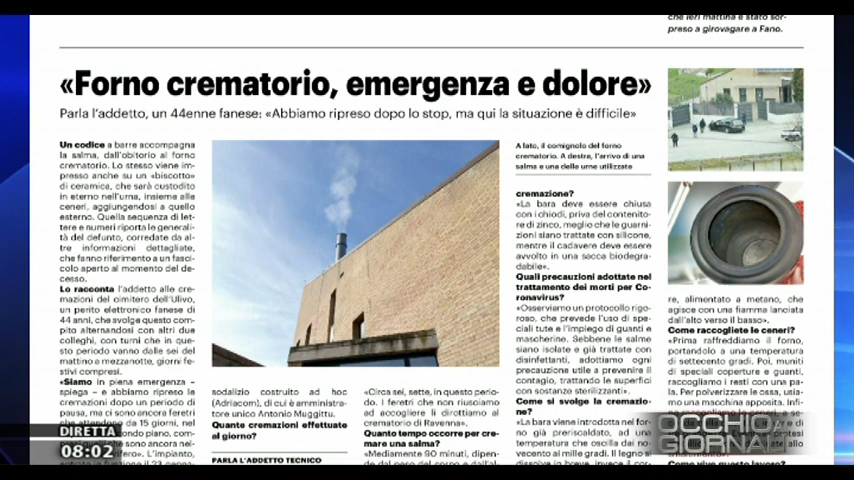 che ieri mattina è stato sor-
preso a girovagare a Fano.
«Forno crematorio, emergenza e dolore»
Parla l'addetto, un 44enne fanese: «Abbiamo ripreso dopo lo stop, ma qui la situazione è difficile»
Un codice a barre accompagna
la salma, dall'obitorio al forno
crematorio. Lo stesso viene im-
presso anche su un «biscotto»
di ceramica, che sarà custodito
in eterno nell'urna, insieme alle
ceneri, aggiungendosi a quello
esterno. Quella sequenza di let-
tere e numeri riporta le generali-
tà del defunto, corredate da al-
tre informazioni dettagliate,
che fanno riferimento a un fasci-
colo aperto al momento del de-
cesso.
Lo racconta l'addetto alle cre-
mazioni del cimitero dell'Ulivo,
un perito elettronico fanese di
44 anni, che svolge questo com-
pito alternandosi con altri due
colleghi, con turni che in que-
sto periodo vanno dalle sei del
mattino a mezzanotte, giorni fe-
stivi compresi.
«Siamo in piena emergenza –
spiega – e abbiamo ripreso le
cremazioni dopo un periodo di
pausa, ma ci sono ancora feretri
che attendono da 15 giorni, nel
sodalizio costruito ad hoc
(Adriacom), di cui è amministra-
tore unico Antonio Muggittu.
Quante cremazioni effettuate
al giorno?
PARLA L'ADDETTO TECNICO
«Circa sei, sette, in questo perio-
do. I feretri che non riusciamo
ad accogliere li dirottiamo al
crematorio di Ravenna».
Quanto tempo occorre per cre-
mare una salma?
«Mediamente 90 minuti, dipen-
A lato, il comignolo del forno
crematorio. A destra, l'arrivo di una
salma e una delle urne utilizzate
cremazione?
«La bara deve essere chiusa
con i chiodi, priva del contenito-
re di zinco, meglio che le guarni-
zioni siano trattate con silicone,
mentre il cadavere deve essere
avvolto in una sacca biodegra-
dabile».
Quali precauzioni adottate nel
trattamento dei morti per Co-
ronavirus?
«Osserviamo un protocollo rigo-
roso, che prevede l'uso di spe-
ciali tute e l'impiego di guanti e
mascherine. Sebbene le salme
siano isolate e già trattate con
disinfettanti, adottiamo ogni
precauzione utile a prevenire il
contagio, trattando le superfici
con sostanze sterilizzanti».
Come si svolge la cremazio-
ne?
«La bara viene introdotta nel for-
no già preriscaldato, ad una
temperatura che oscilla dai no-
vecento ai mille gradi. Il legno si
dissolve in breve, invece il cor-
re, alimentato a metano, che
agisce con una fiamma lanciata
dall'alto verso il basso».
Come raccogliete le ceneri?
«Prima raffreddiamo il forno,
portandolo a una temperatura
di settecento gradi. Poi, muniti
di speciali coperture e guanti,
raccogliamo i resti con una pa-
la. Per polverizzare le ossa, utiliz-
OCCHIO
GIORNALI
DIRETTA
08:02